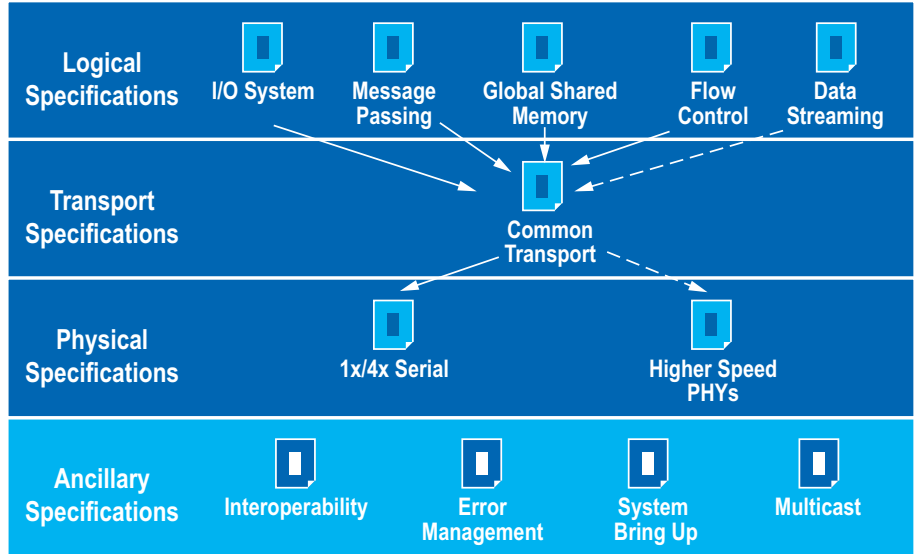 Logical
Specifications
I/O System
Message
Passing
Global Shared
Memory
Flow
Control
Data
Streaming
Transport
Specifications
Common
Transport
Physical
Specifications
1x/4x Serial
Higher Speed
PHYs
Ancillary
Specifications
Interoperability
Error
Management
System
Bring Up
Multicast